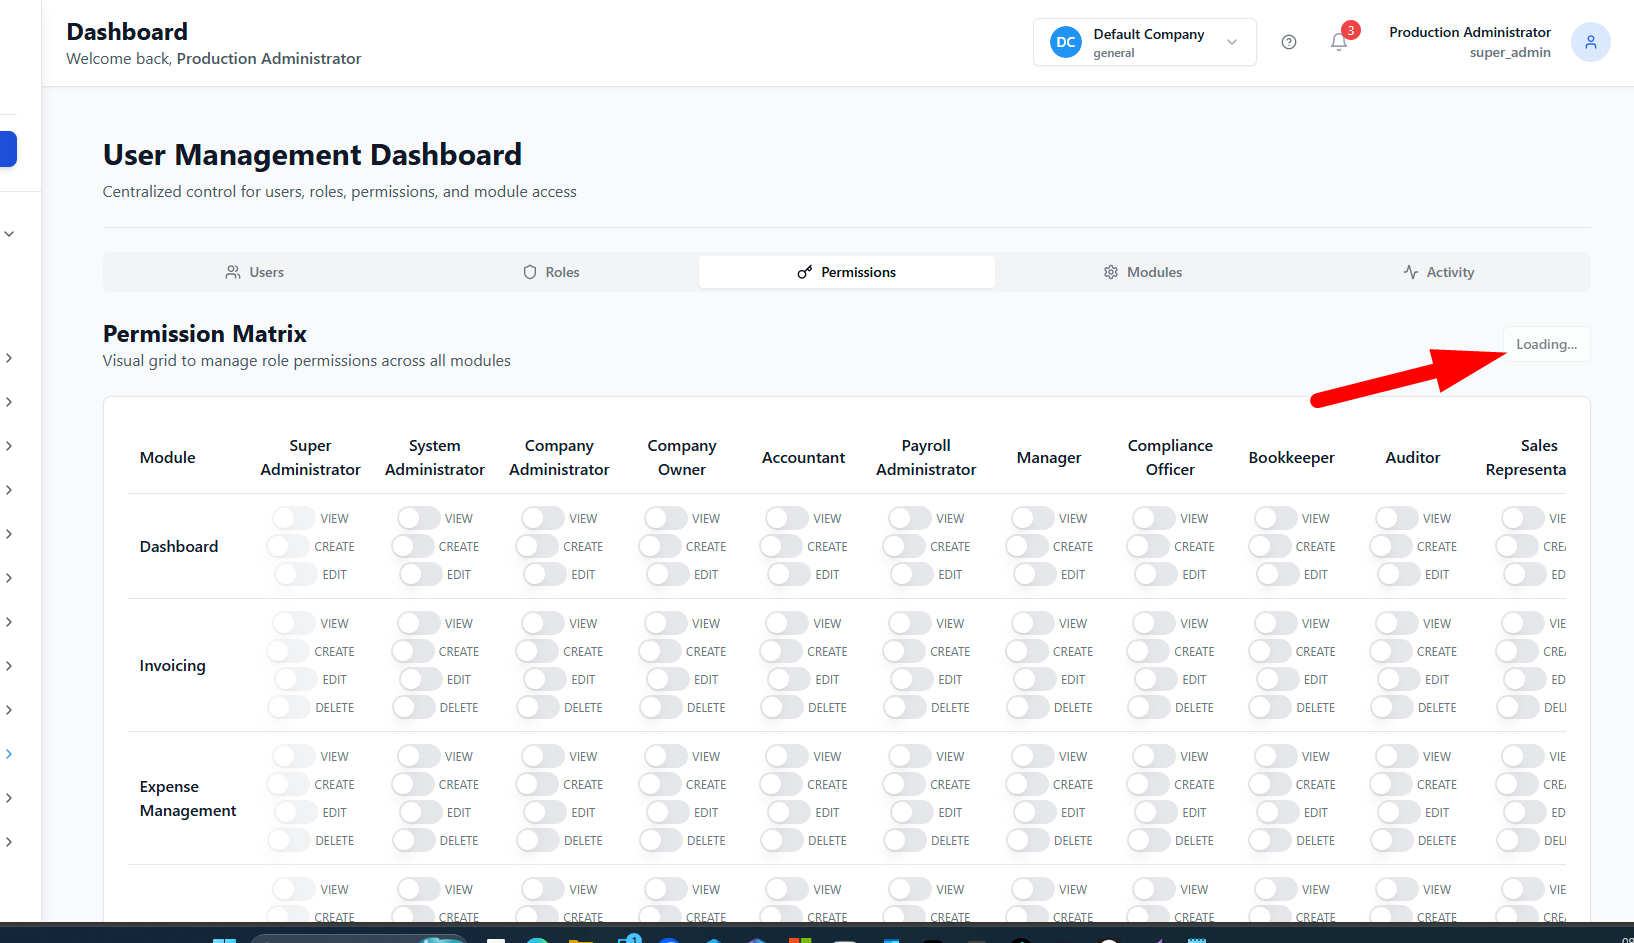 Dashboard
Welcome back, Production Administrator
DC
Default Company
general
3
Production Administrator
super_admin
User Management Dashboard
Centralized control for users, roles, permissions, and module access
Users
Roles
Permissions
Modules
Activity
Permission Matrix
Visual grid to manage role permissions across all modules
Loading...
Module
Super Administrator
System Administrator
Company Administrator
Company Owner
Accountant
Payroll Administrator
Manager
Compliance Officer
Bookkeeper
Auditor
Sales Representa
Dashboard
VIEW VIEW VIEW VIEW VIEW VIEW VIEW VIEW VIEW VIEW VIE
CREATE CREATE CREATE CREATE CREATE CREATE CREATE CREATE CREATE CREATE CRE
EDIT EDIT EDIT EDIT EDIT EDIT EDIT EDIT EDIT EDIT ED
Invoicing
VIEW VIEW VIEW VIEW VIEW VIEW VIEW VIEW VIEW VIEW VIE
CREATE CREATE CREATE CREATE CREATE CREATE CREATE CREATE CREATE CREATE CRE
EDIT EDIT EDIT EDIT EDIT EDIT EDIT EDIT EDIT EDIT ED
DELETE DELETE DELETE DELETE DELETE DELETE DELETE DELETE DELETE DELETE DEL
Expense Management
VIEW VIEW VIEW VIEW VIEW VIEW VIEW VIEW VIEW VIEW VIE
CREATE CREATE CREATE CREATE CREATE CREATE CREATE CREATE CREATE CREATE CRE
EDIT EDIT EDIT EDIT EDIT EDIT EDIT EDIT EDIT EDIT ED
DELETE DELETE DELETE DELETE DELETE DELETE DELETE DELETE DELETE DELETE DEL
VIEW VIEW VIEW VIEW VIEW VIEW VIEW VIEW VIEW VIEW VIE
CREATE CREATE CREATE CREATE CREATE CREATE CREATE CREATE CREATE CREATE CRE
1